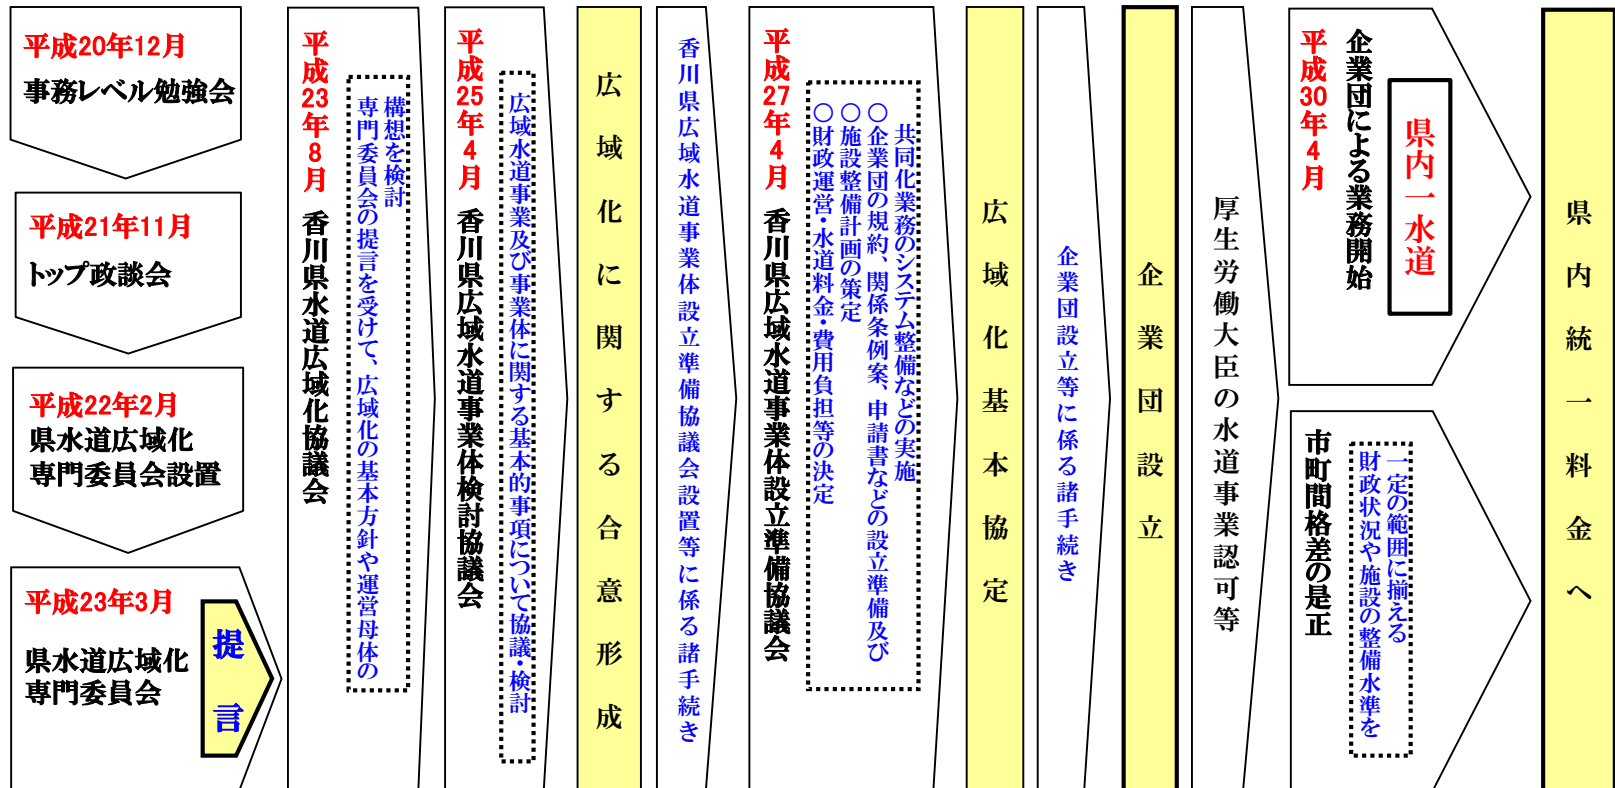 平成20年12月
事務レベル勉強会
平成21年11月
トップ政談会
平成22年2月
県水道広域化
専門委員会設置
平成23年3月
県水道広域化
専門委員会
提言
平成23年8月 香川県水道広域化協議会
専門委員会の提言を受けて、広域化の基本方針や運営母体の
構想を検討
平成25年4月 香川県広域水道事業体検討協議会
広域水道事業及び事業体に関する基本的事項について協議・検討
広域化に関する合意形成
香川県広域水道事業体設立準備協議会設置等に係る諸手続き
平成27年4月 香川県広域水道事業体設立準備協議会
○財政運営・水道料金・費用負担等の決定
○施設整備計画の策定
○企業団の規約、関係条例案、申請書などの設立準備及び
共同化業務のシステム整備などの実施
広域化基本協定
企業団設立等に係る諸手続き
企業団設立
厚生労働大臣の水道事業認可等
平成30年4月
企業団による業務開始
県内一水道
市町間格差の是正
財政状況や施設の整備水準を
一定の範囲に揃える
県内統一料金へ